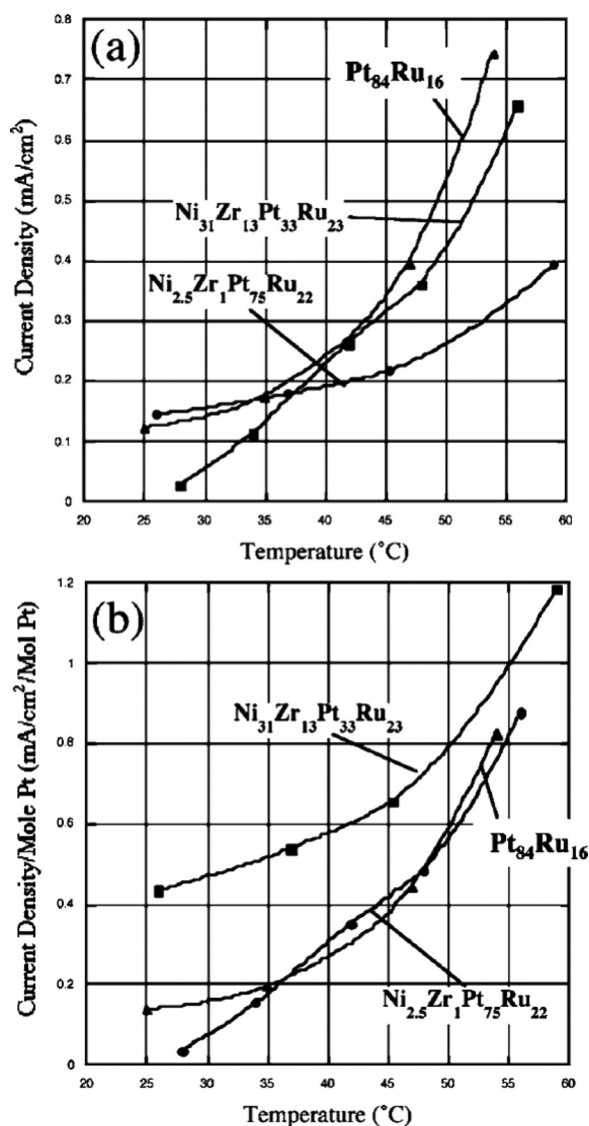 (a)
0.8
0.7
0.6
0.5
0.4
0.3
0.2
0.1
0
Current Density (mA/cm²)
Pt₈₄Ru₁₆
Ni₃₁Zr₁₃Pt₃₃Ru₂₃
Ni₂.₅Zr₁Pt₇₅Ru₂₂
20 25 30 35 40 45 50 55 60
Temperature (˚C)
(b)
1.2
1
0.8
0.6
0.4
0.2
0
Current Density/Mole Pt (mA/cm²/Mol Pt)
Ni₃₁Zr₁₃Pt₃₃Ru₂₃
Pt₈₄Ru₁₆
Ni₂.₅Zr₁Pt₇₅Ru₂₂
20 25 30 35 40 45 50 55 60
Temperature (˚C)